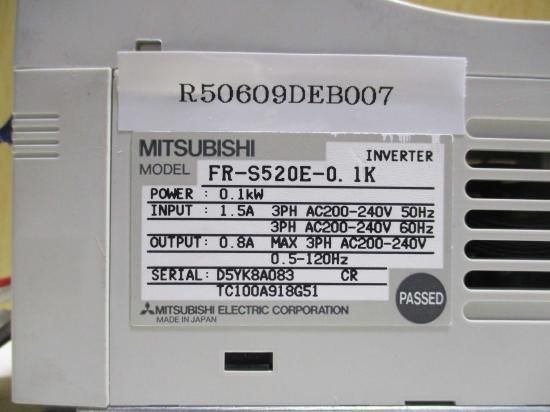 R50609DEB007
MITSUBISHI INVERTER
MODEL FR-S520E-0.1K
POWER : 0.1kW
INPUT : 1.5A 3PH AC200-240V 50Hz
3PH AC200-240V 60Hz
OUTPUT: 0.8A MAX 3PH AC200-240V
0.5-120Hz
SERIAL: D5YK8A083 CR
TC100A918G51
PASSED
MITSUBISHI ELECTRIC CORPORATION
MADE IN JAPAN